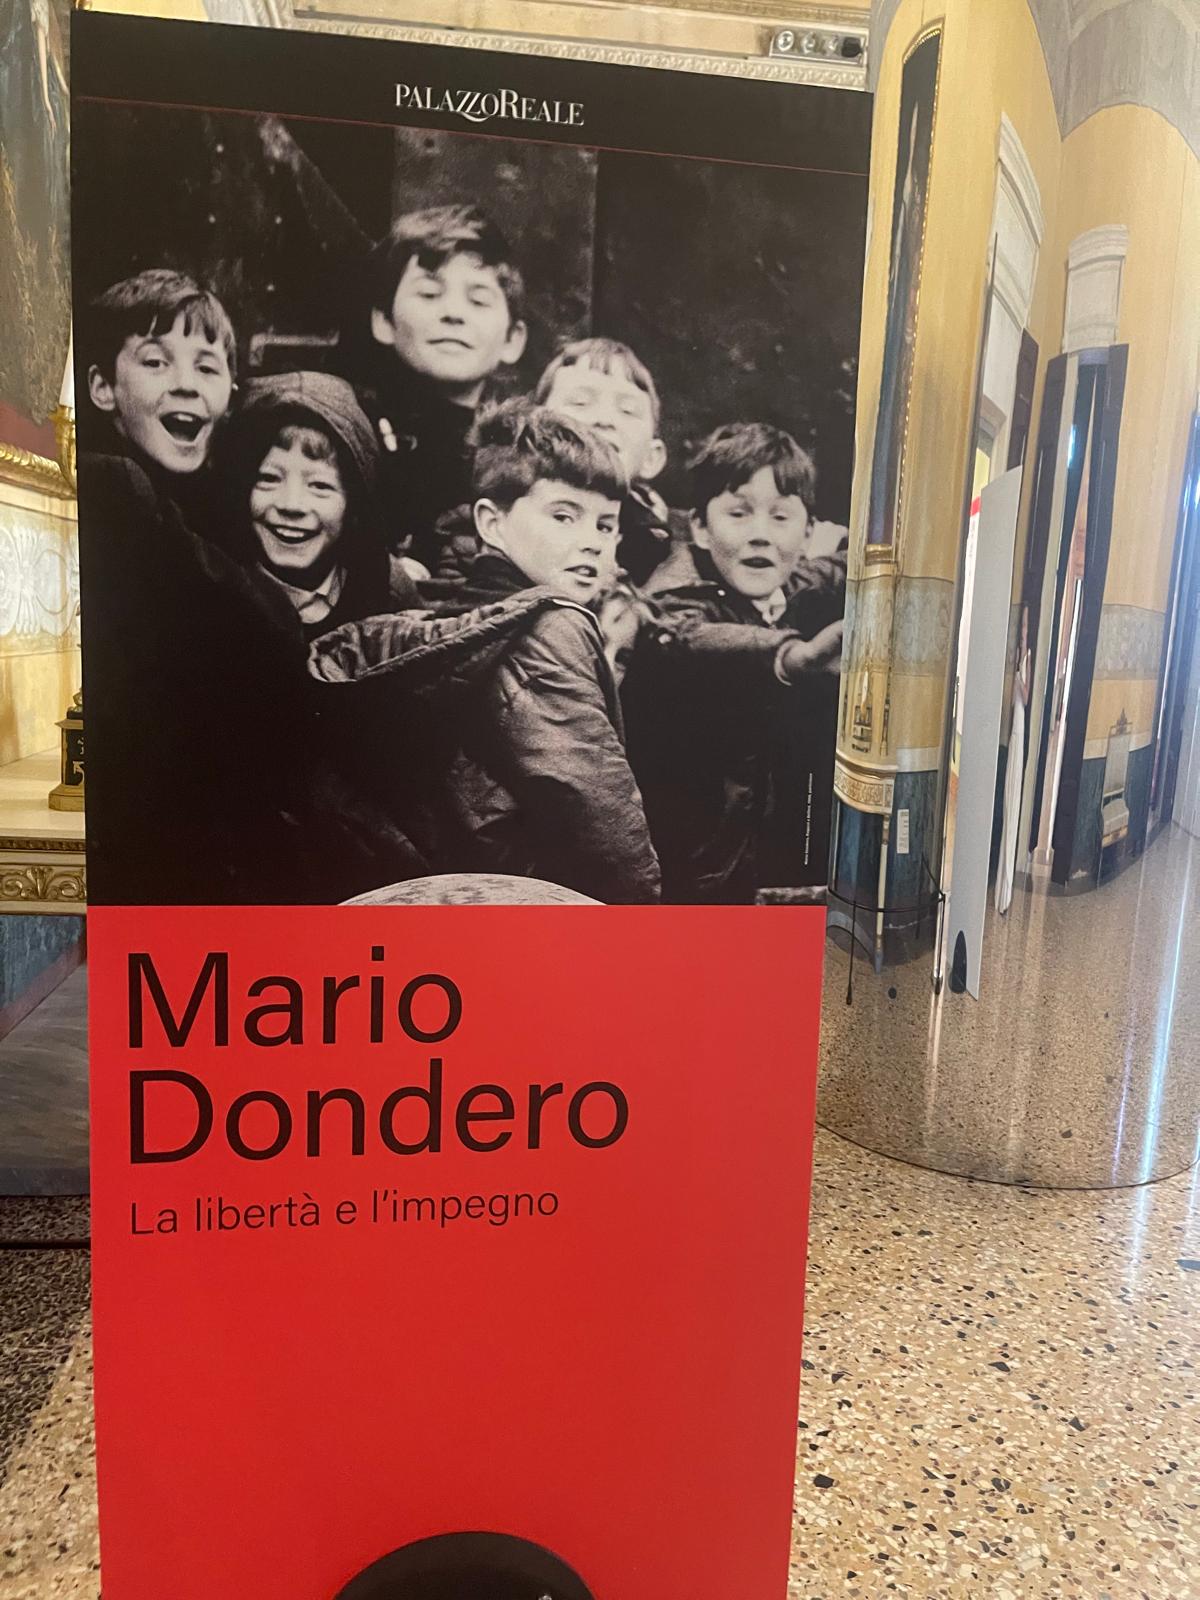 PALAZZOREALE
Mario
Dondero
La libertà e l'impegno